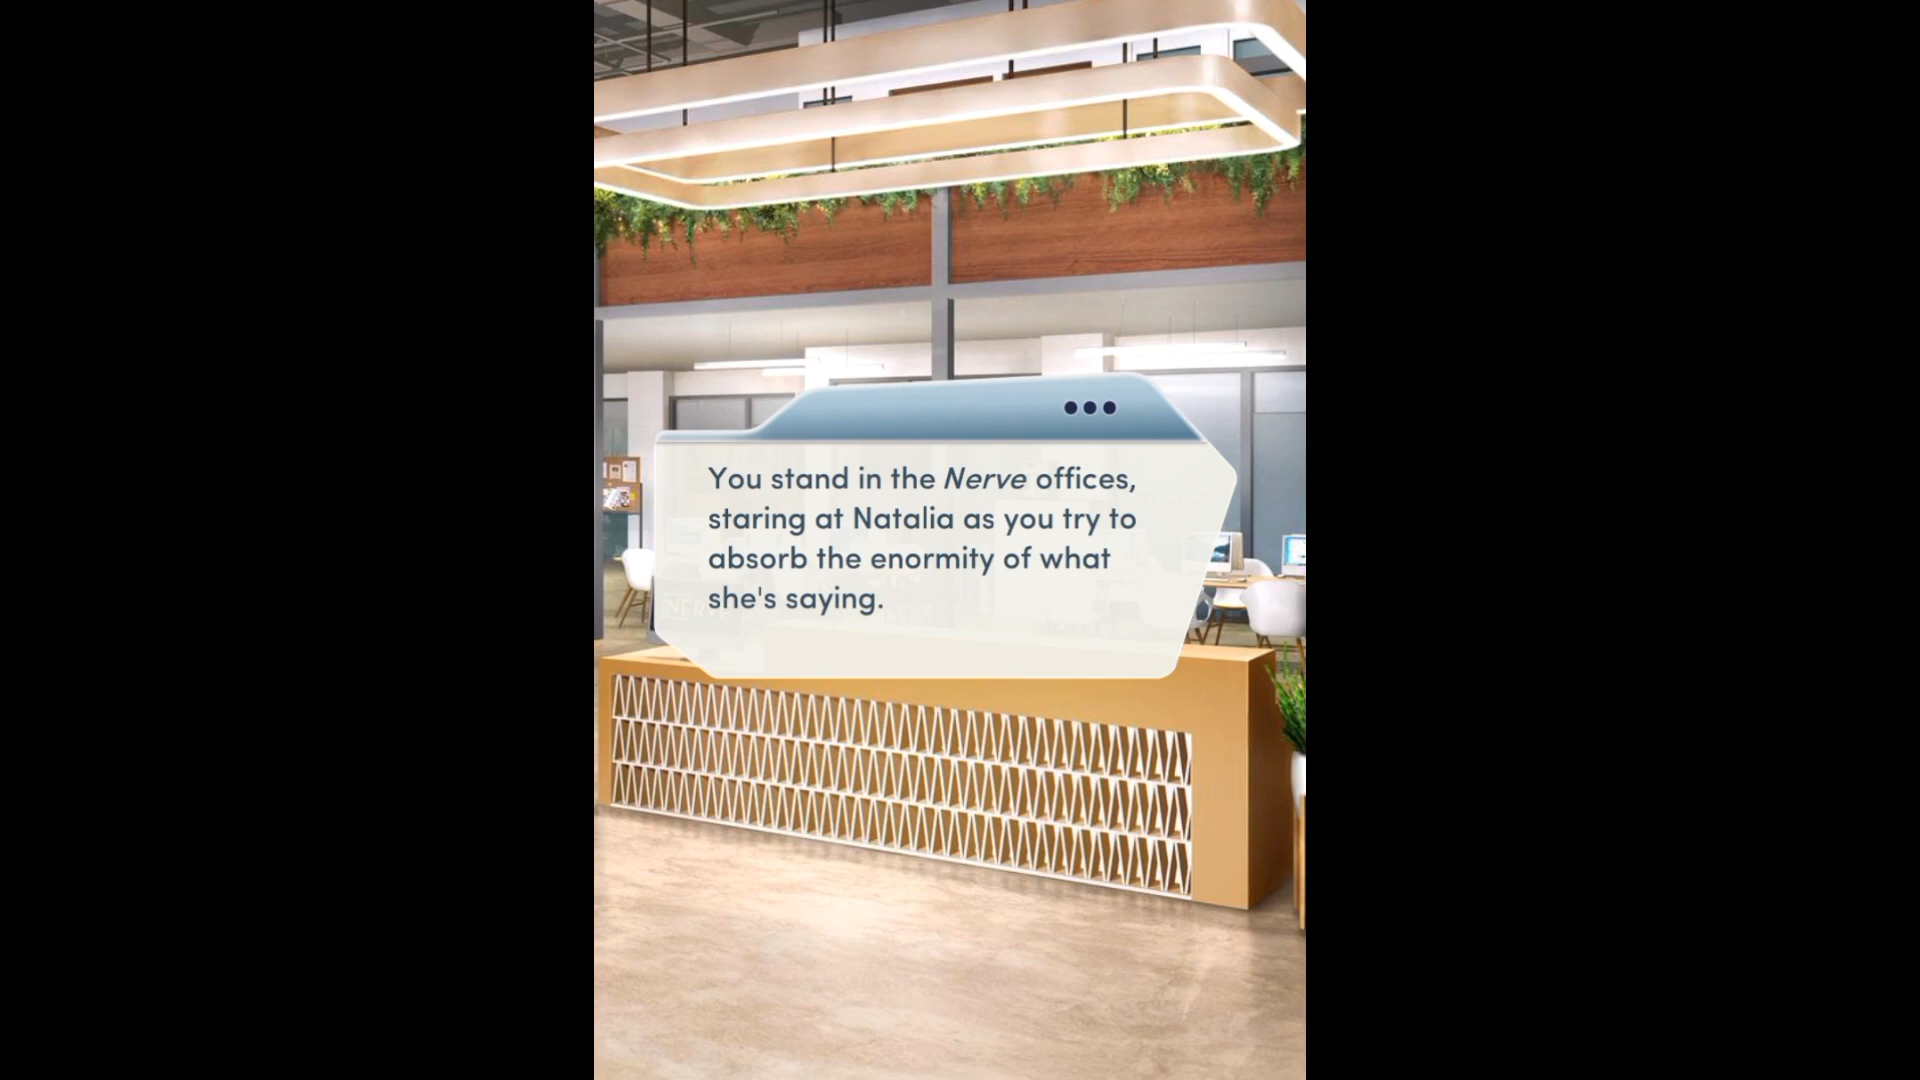 You stand in the Nerve offices,
staring at Natalia as you try to
absorb the enormity of what
she's saying.
NERVE